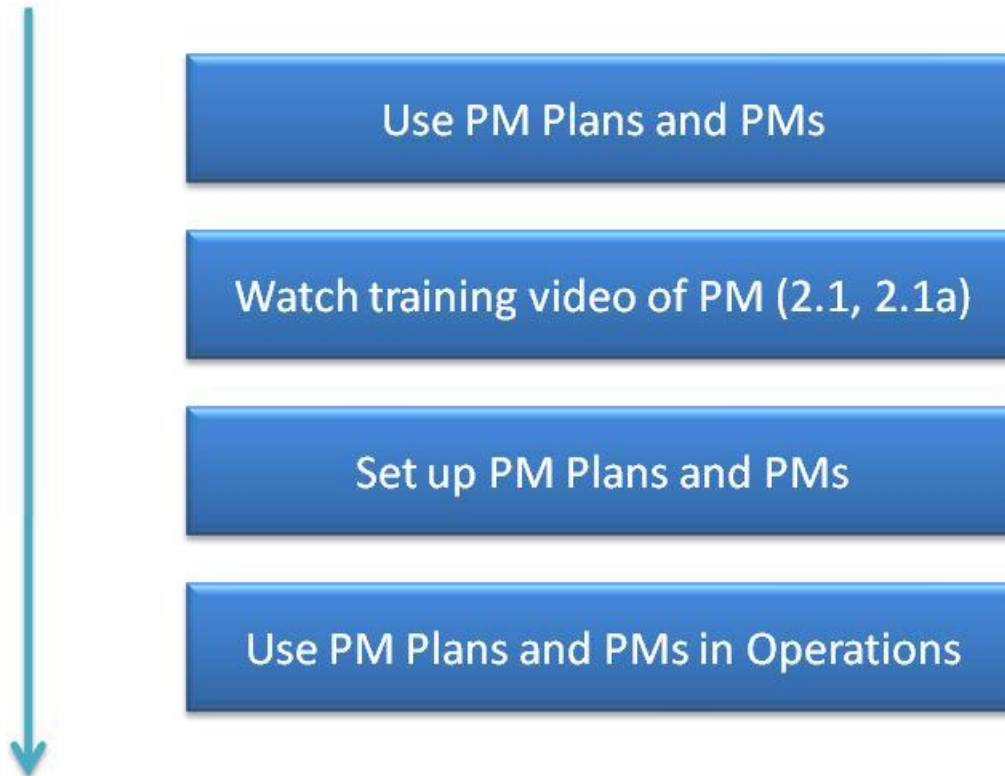 Use PM Plans and PMs
Watch training video of PM (2.1, 2.1a)
Set up PM Plans and PMs
Use PM Plans and PMs in Operations